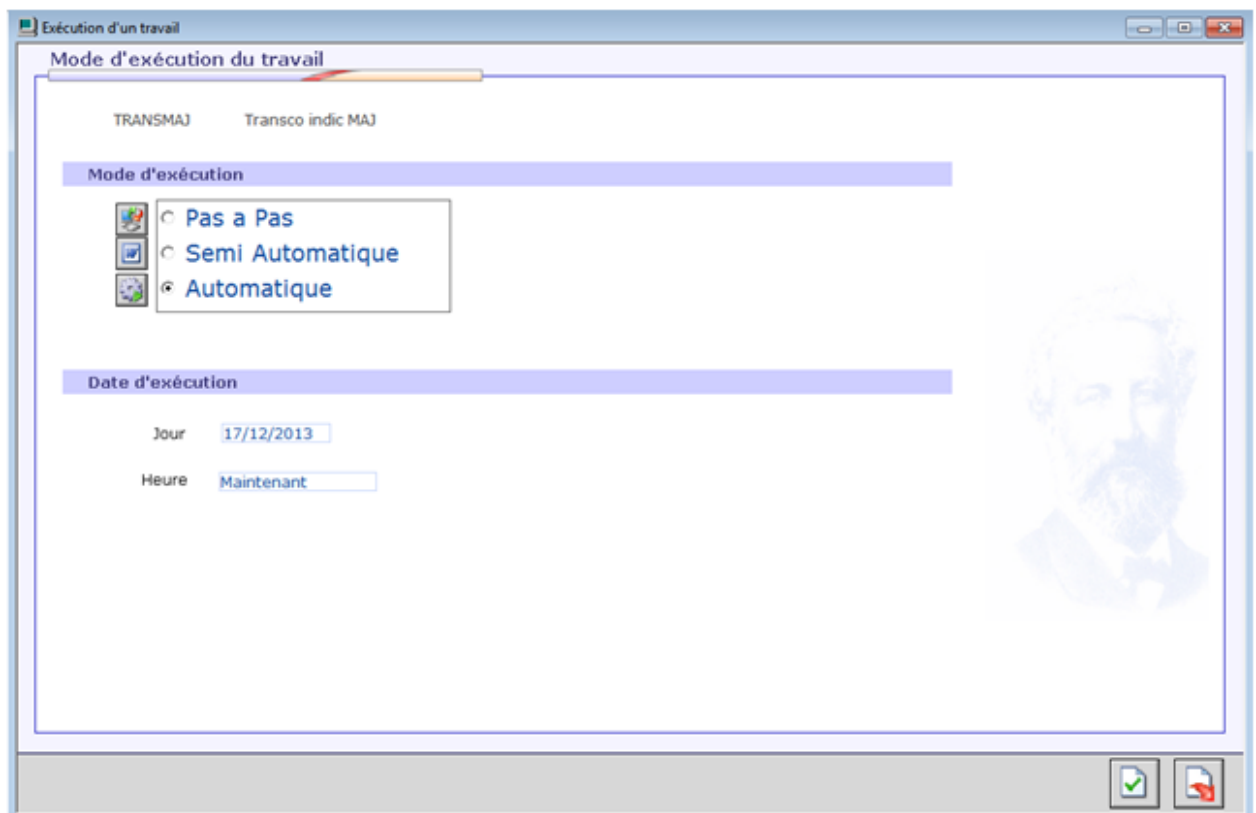 Exécution d'un travail
Mode d'exécution du travail
TRANSMAJ Transco indic MAJ
Mode d'exécution
Pas a Pas
Semi Automatique
Automatique
Date d'exécution
Jour 17/12/2013
Heure Maintenant